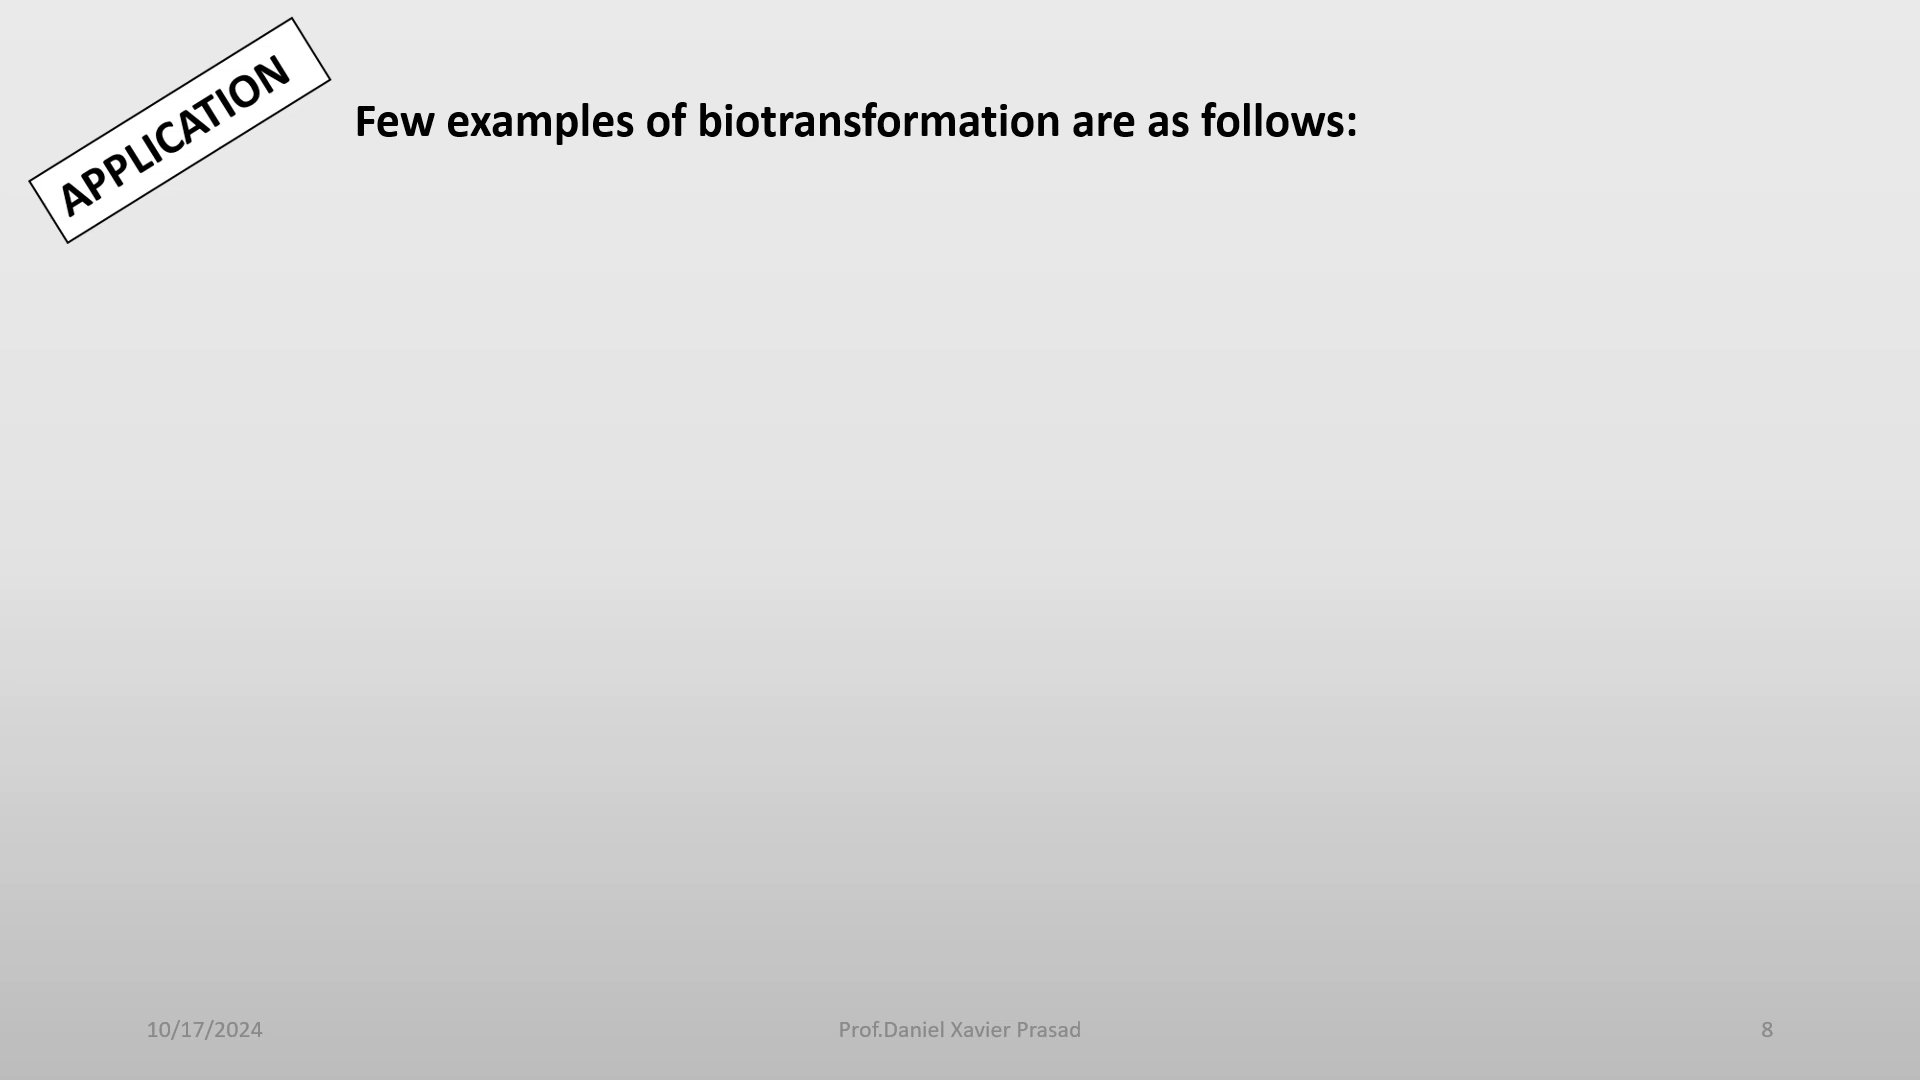 APPLICATION
Few examples of biotransformation are as follows:
10/17/2024
Prof.Daniel Xavier Prasad
8